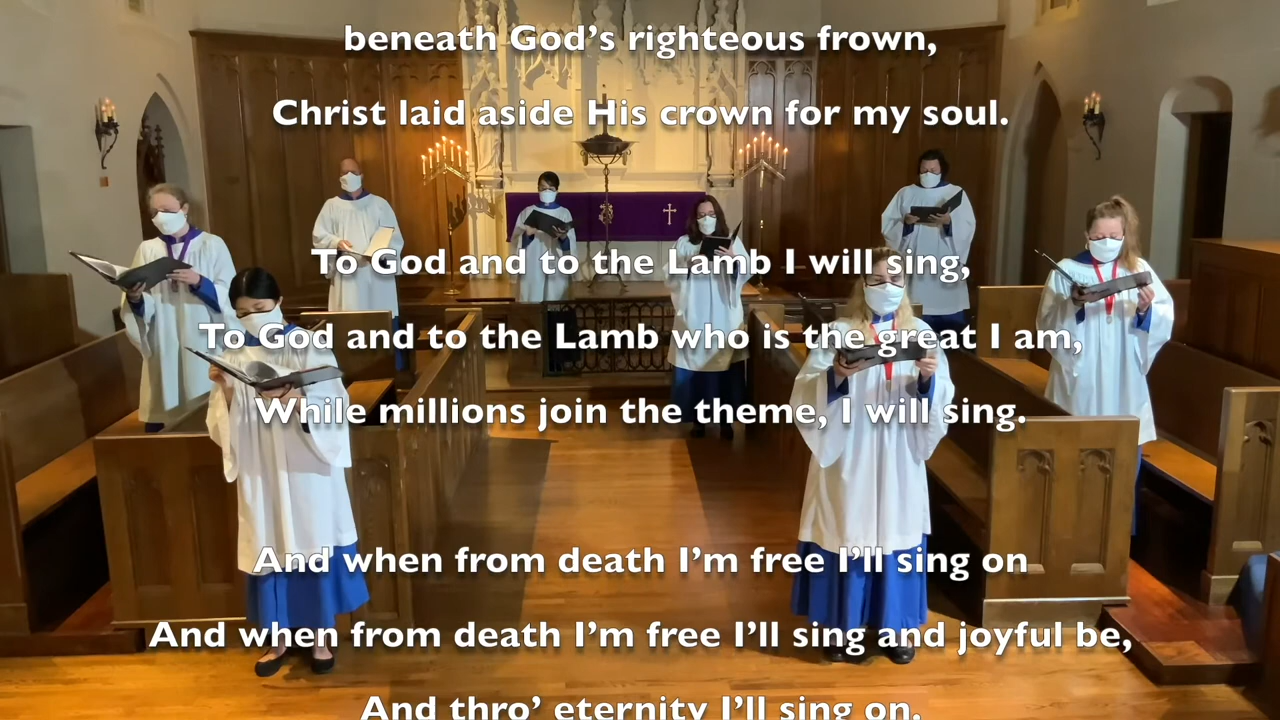 beneath God’s righteous frown,
Christ laid aside His crown for my soul.
To God and to the Lamb I will sing,
To God and to the Lamb who is the great I am,
While millions join the theme, I will sing.
And when from death I’m free I’ll sing on
And when from death I’m free I’ll sing and joyful be,
And thro’ eternity I’ll sing on.